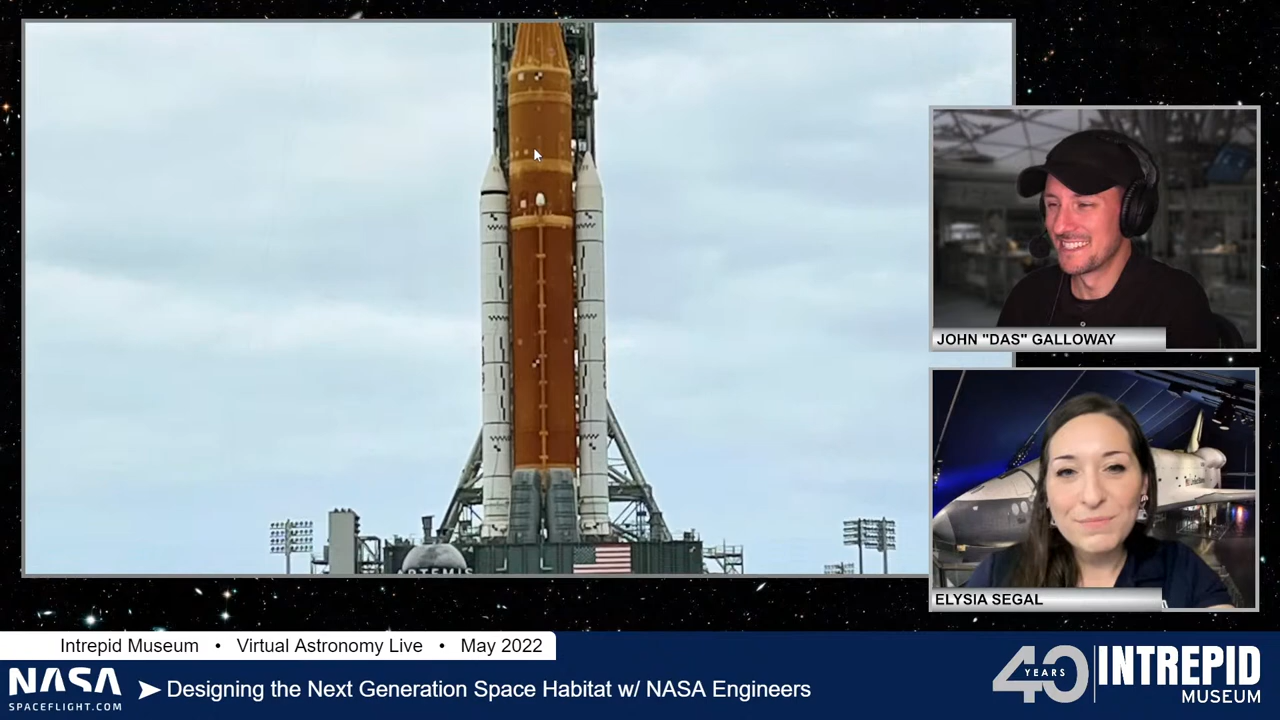 ARTEMIS
JOHN "DAS" GALLOWAY
ELYSIA SEGAL
Intrepid Museum • Virtual Astronomy Live • May 2022
NASA
SPACEFLIGHT.COM
Designing the Next Generation Space Habitat w/ NASA Engineers
40
YEARS
INTREPID
MUSEUM